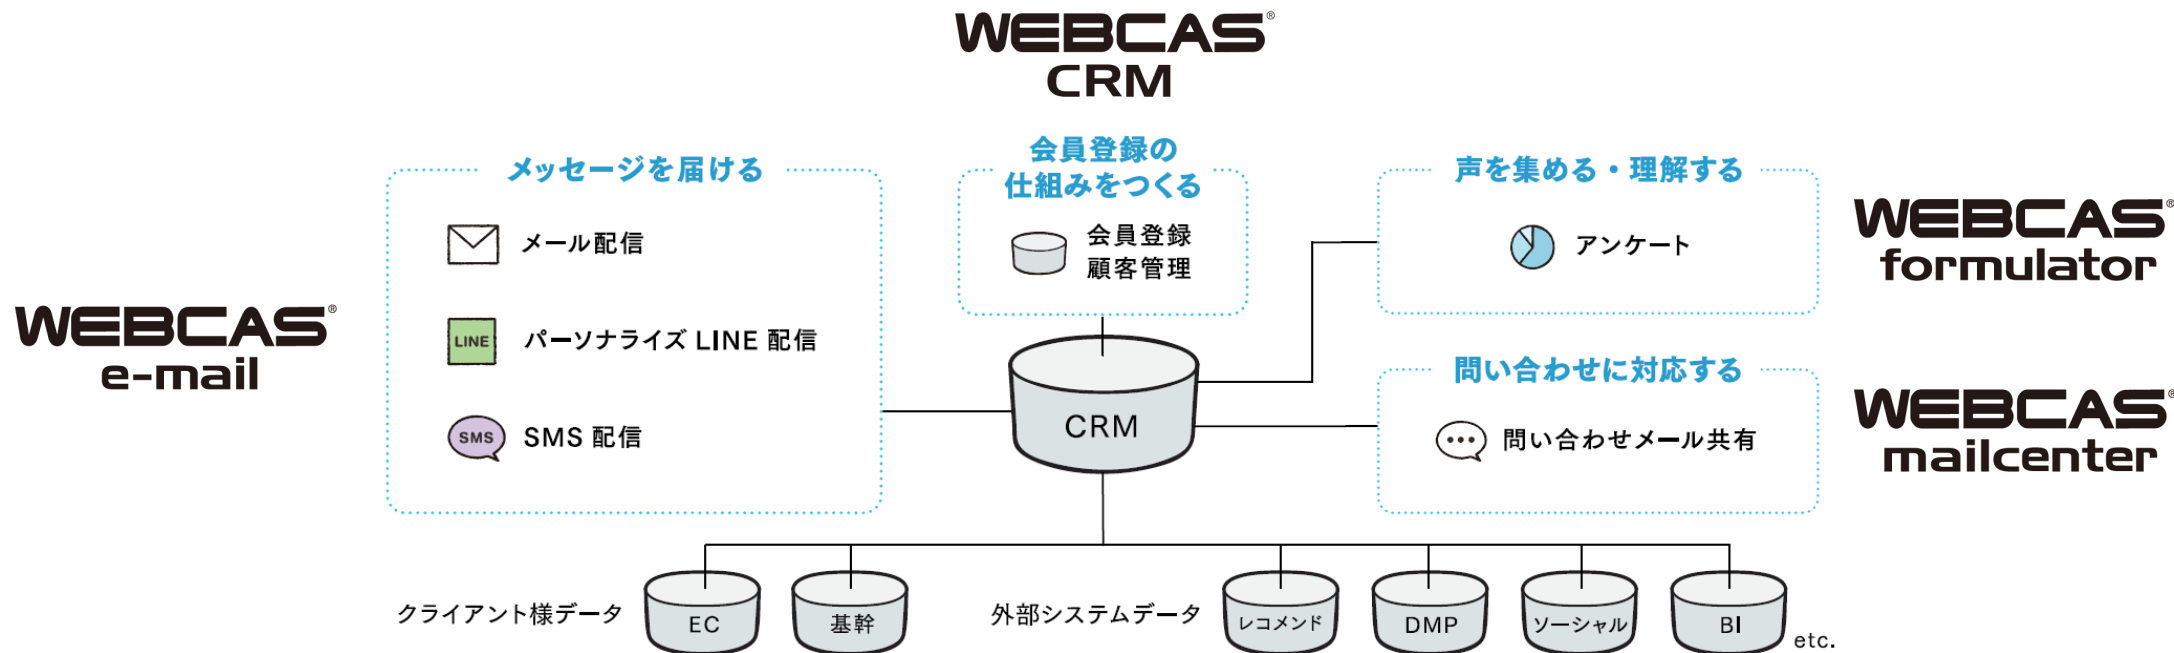 WEBCAS®
CRM
メッセージを届ける
メール配信
LINE
パーソナライズ LINE 配信
SMS
SMS 配信
WEBCAS®
e-mail
会員登録の
仕組みをつくる
会員登録
顧客管理
CRM
声を集める・理解する
アンケート
WEBCAS®
formulator
問い合わせに対応する
問い合わせメール共有
WEBCAS®
mailcenter
クライアント様データ
EC
基幹
外部システムデータ
レコメンド
DMP
ソーシャル
BI
etc.